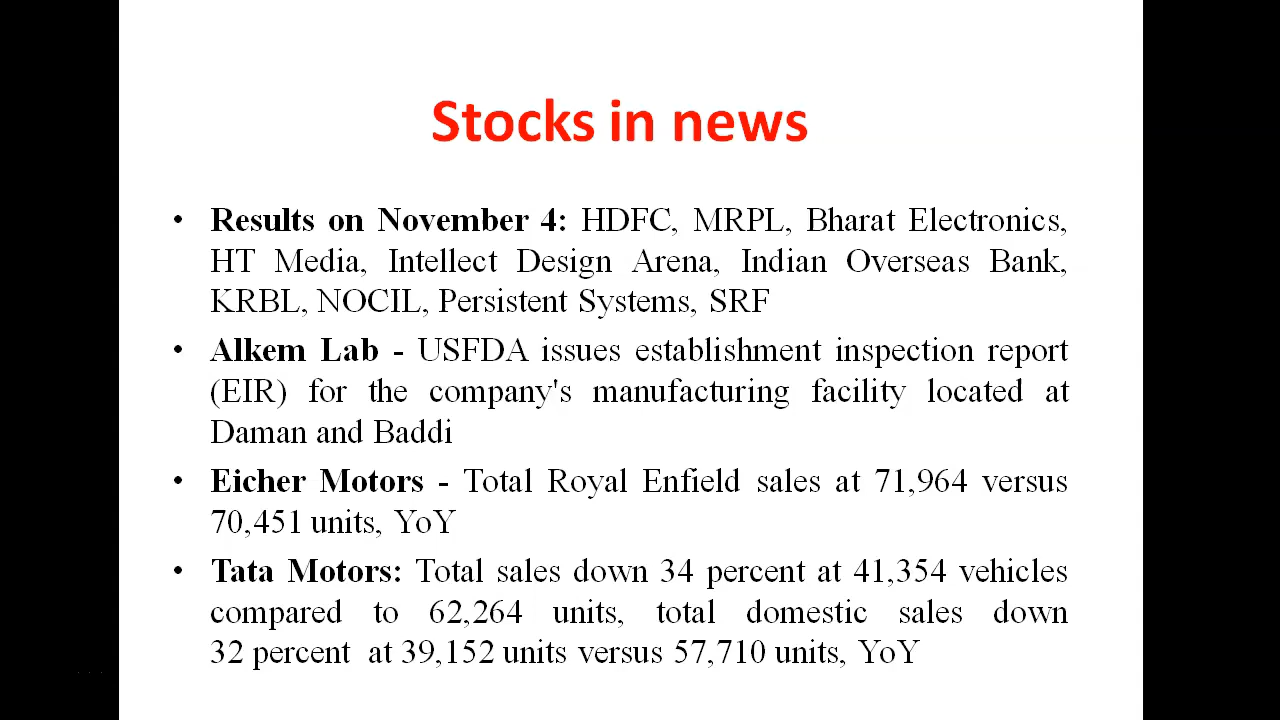 Stocks in news
• Results on November 4: HDFC, MRPL, Bharat Electronics,
HT Media, Intellect Design Arena, Indian Overseas Bank,
KRBL, NOCIL, Persistent Systems, SRF
• Alkem Lab - USFDA issues establishment inspection report
(EIR) for the company's manufacturing facility located at
Daman and Baddi
• Eicher Motors - Total Royal Enfield sales at 71,964 versus
70,451 units, YoY
• Tata Motors: Total sales down 34 percent at 41,354 vehicles
compared to 62,264 units, total domestic sales down
32 percent at 39,152 units versus 57,710 units, YoY